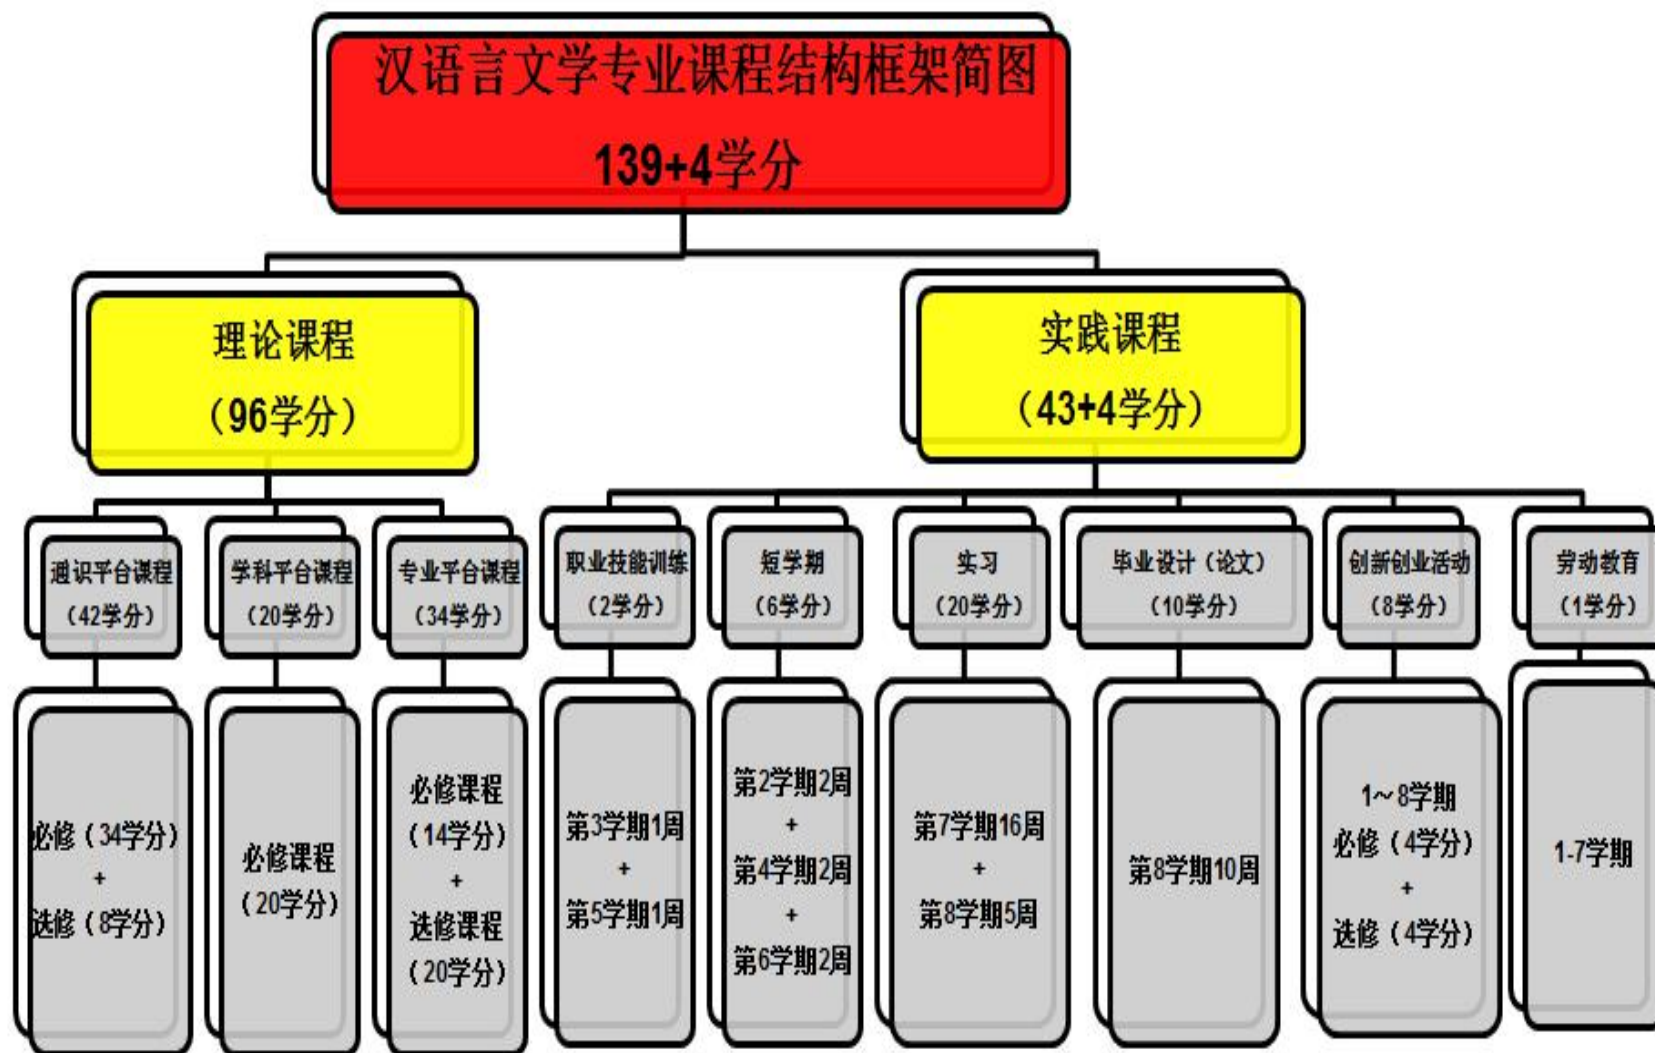 汉语言文学专业课程结构框架简图
139+4学分
理论课程
（96学分）
实践课程
（43+4学分）
通识平台课程
（42学分）
学科平台课程
（20学分）
专业平台课程
（34学分）
职业技能训练
（2学分）
短学期
（6学分）
实习
（20学分）
毕业设计（论文）
（10学分）
创新创业活动
（8学分）
劳动教育
（1学分）
必修（34学分）
+
选修（8学分）
必修课程
（20学分）
必修课程
（14学分）
+
选修课程
（20学分）
第3学期1周
+
第5学期1周
第2学期2周
+
第4学期2周
+
第6学期2周
第7学期16周
+
第8学期5周
第8学期10周
1～8学期
必修（4学分）
+
选修（4学分）
1-7学期